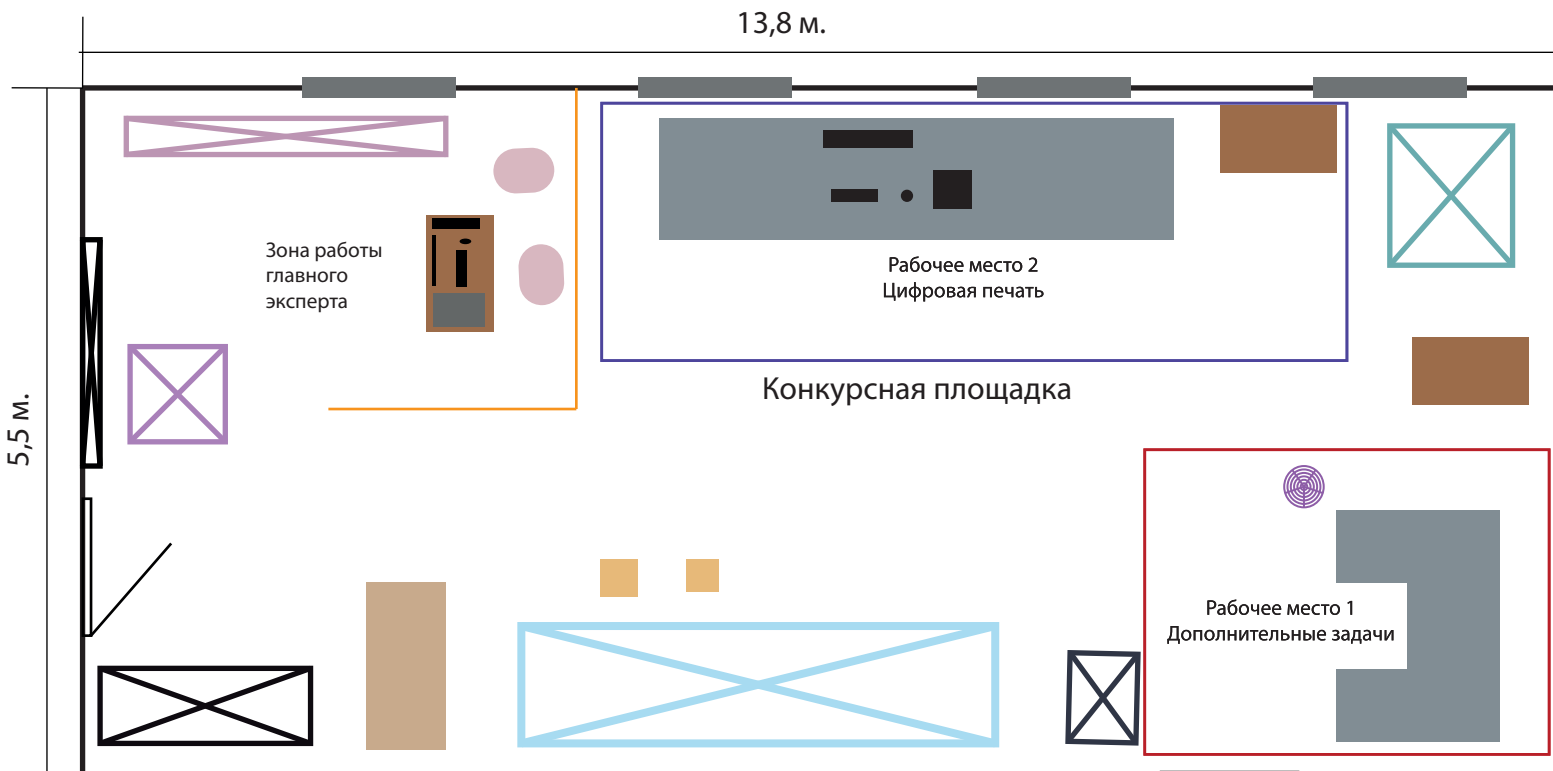 13,8 м.
Зона работы
главного
эксперта
Рабочее место 2
Цифровая печать
Конкурсная площадка
5,5 м.
Рабочее место 1
Дополнительные задачи